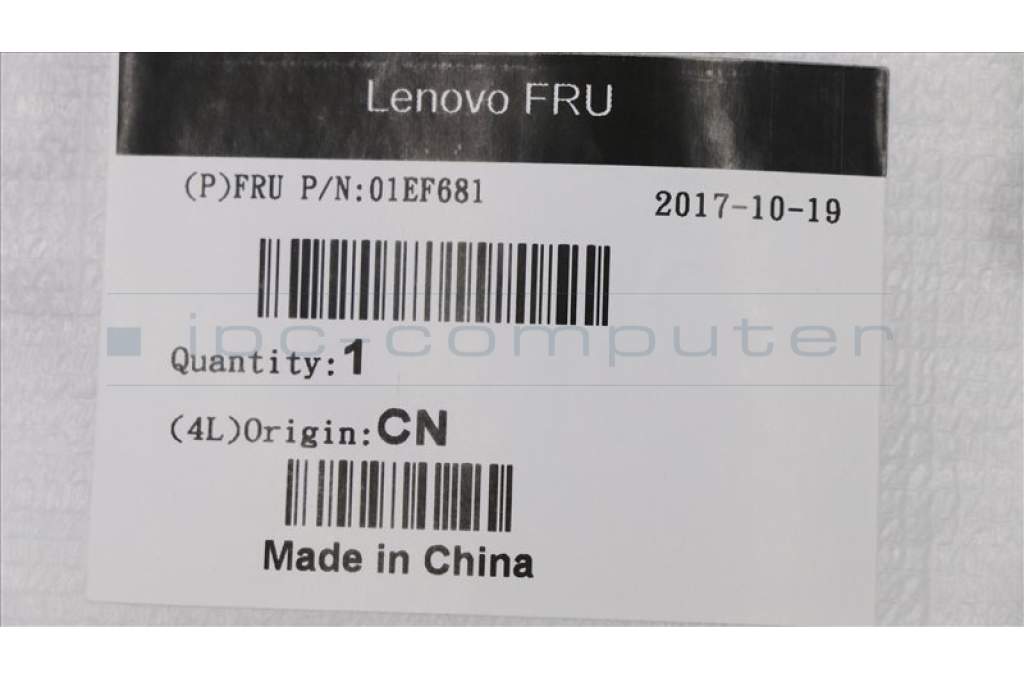 Lenovo FRU
(P)FRU P/N:01EF681
2017-10-19
ipc-computer
Quantity:1
(4L)Origin:CN
Made in China